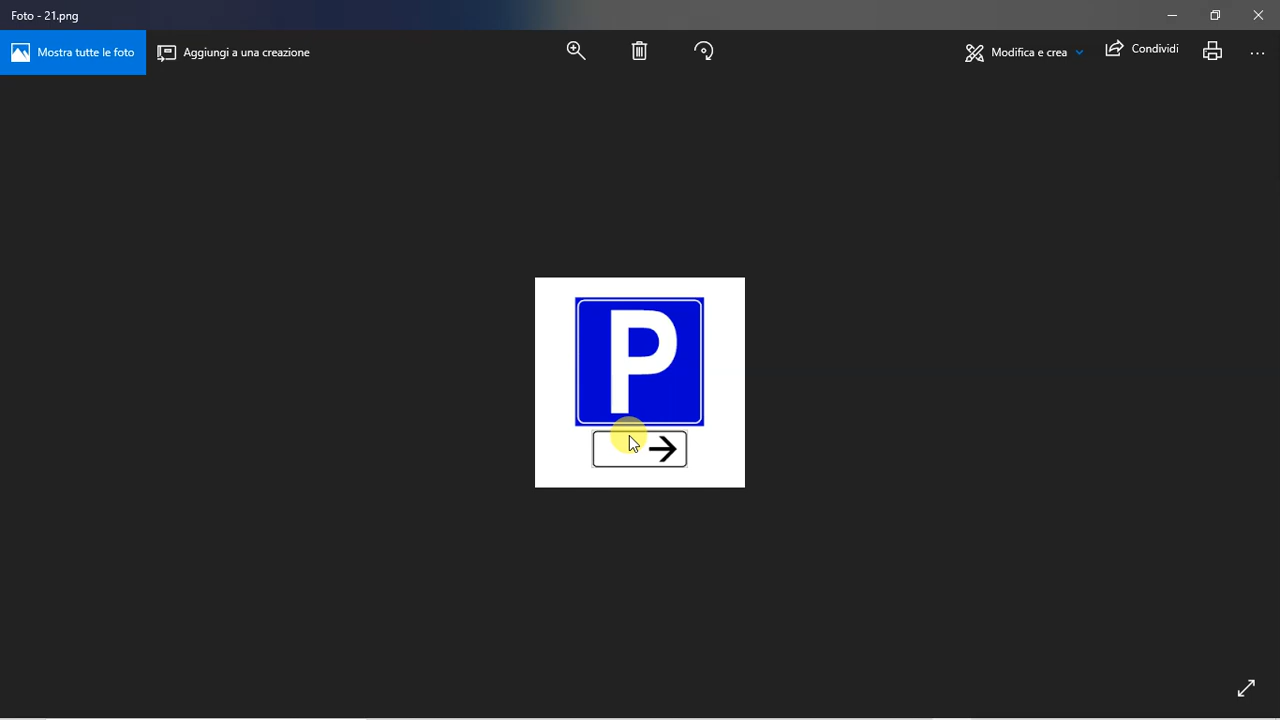 Foto - 21.png
Mostra tutte le foto
Aggiungi a una creazione
Modifica e crea
Condividi
P